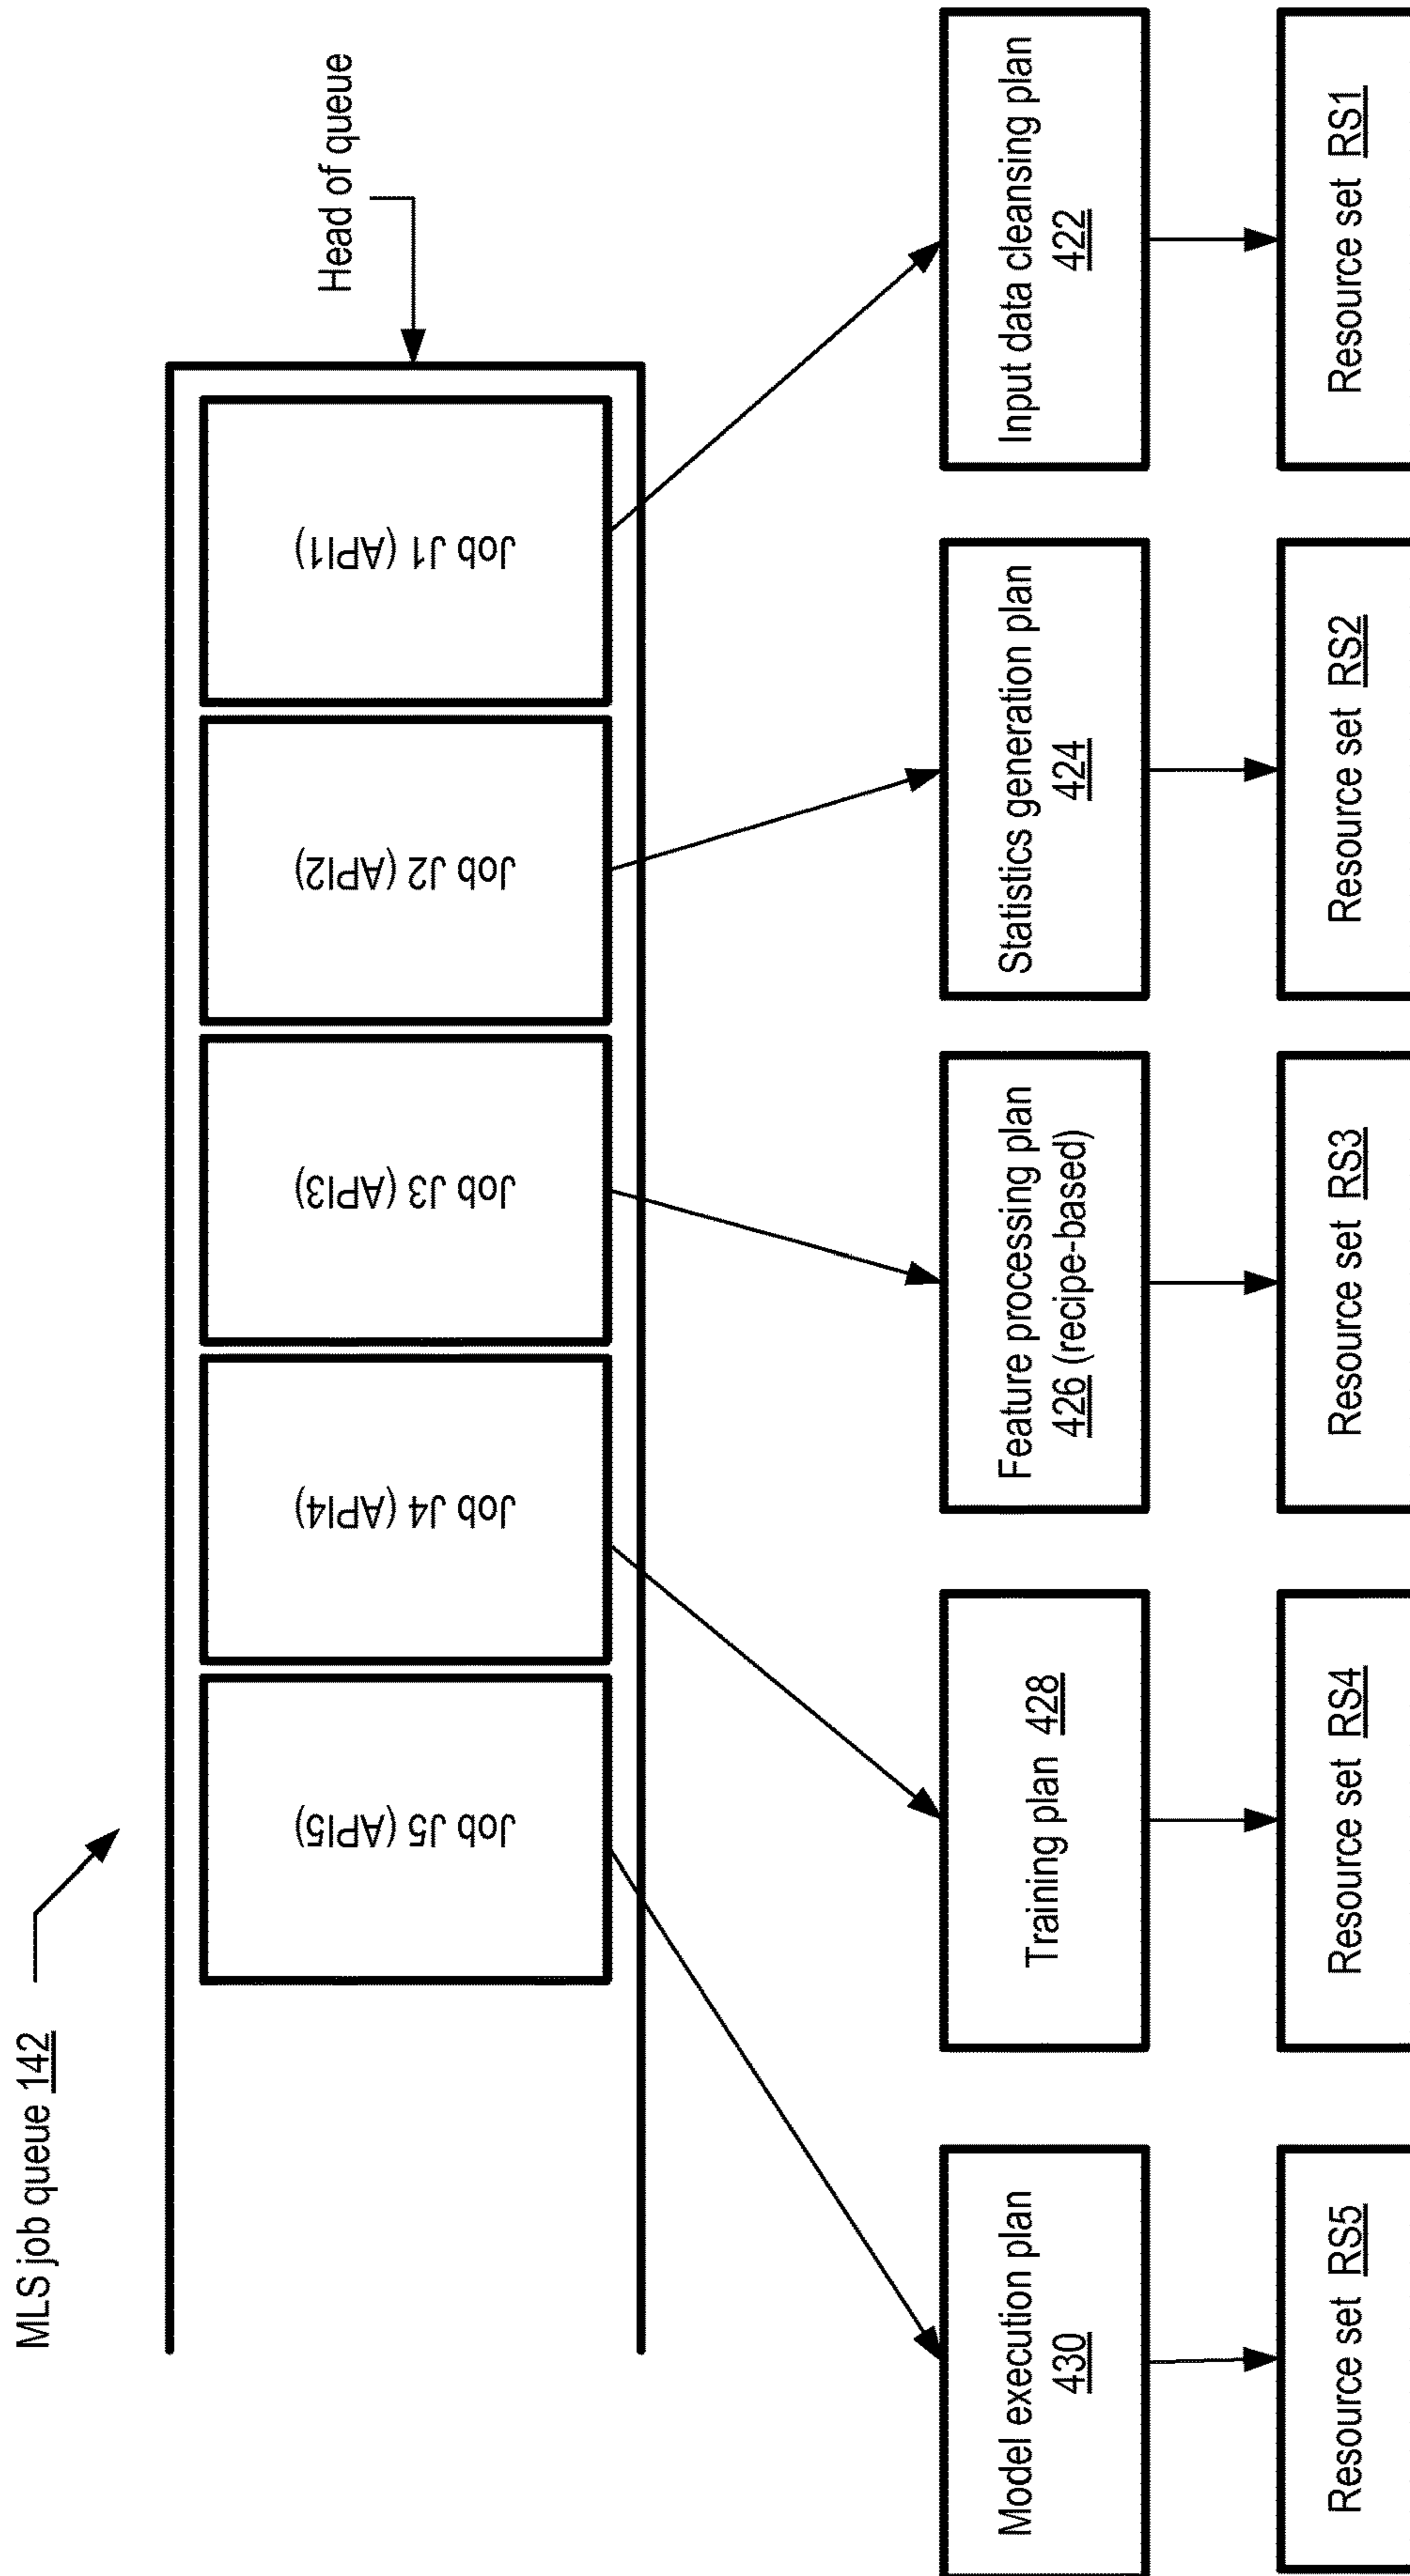 MLS job queue 142
Head of queue
Job J5 (API5)
Job J4 (API4)
Job J3 (API3)
Job J2 (API2)
Job J1 (API1)
Model execution plan
430
Training plan 428
Feature processing plan
426 (recipe-based)
Statistics generation plan
424
Input data cleansing plan
422
Resource set RS5
Resource set RS4
Resource set RS3
Resource set RS2
Resource set RS1